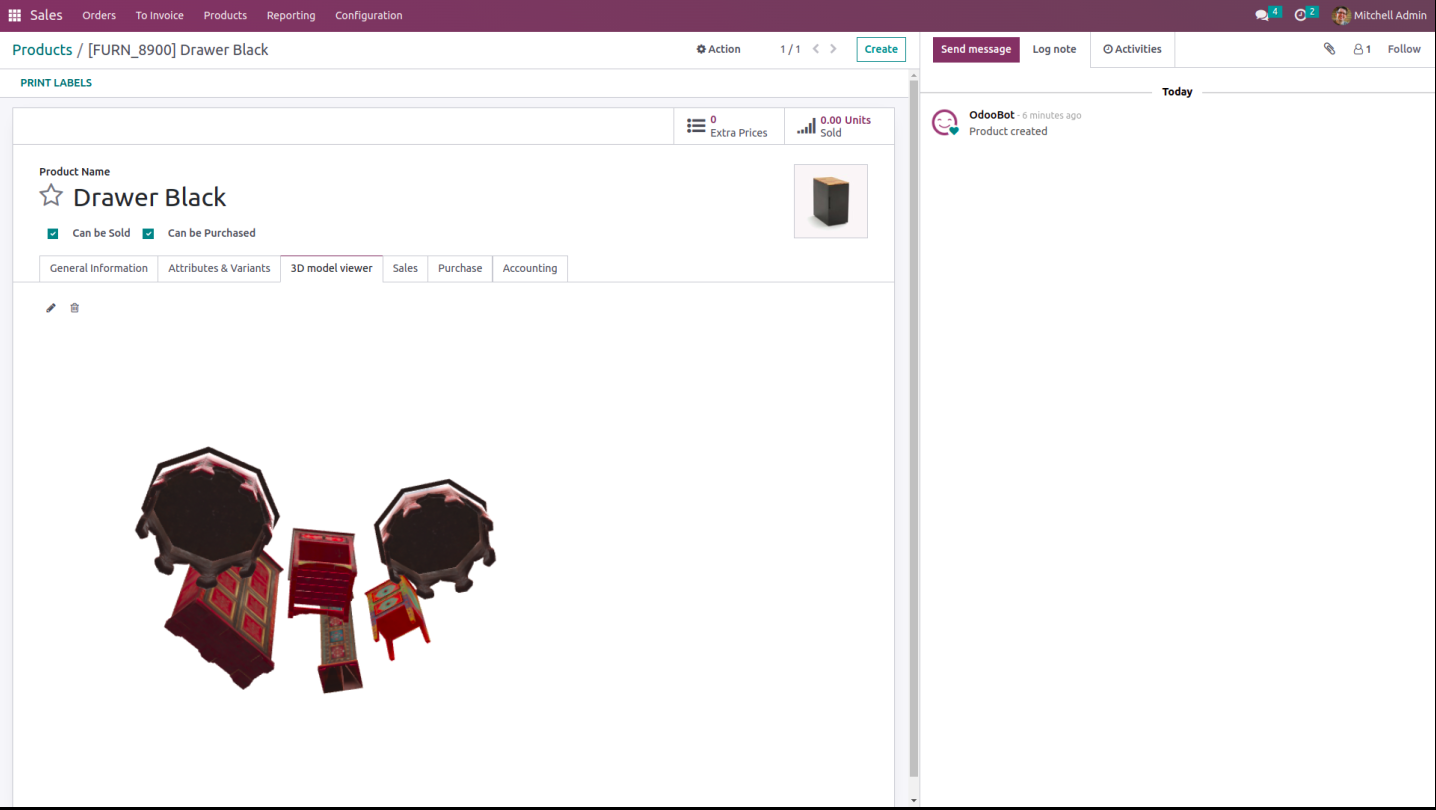 Sales Orders To Invoice Products Reporting Configuration 4 2 Mitchell Admin
Products / [FURN_8900] Drawer Black Action 1 / 1 Create Send message Log note Activities 1 Follow
PRINT LABELS
Today
0 Extra Prices
0.00 Units Sold
OdooBot - 6 minutes ago
Product created
Product Name
Drawer Black
Can be Sold Can be Purchased
General Information Attributes & Variants 3D model viewer Sales Purchase Accounting